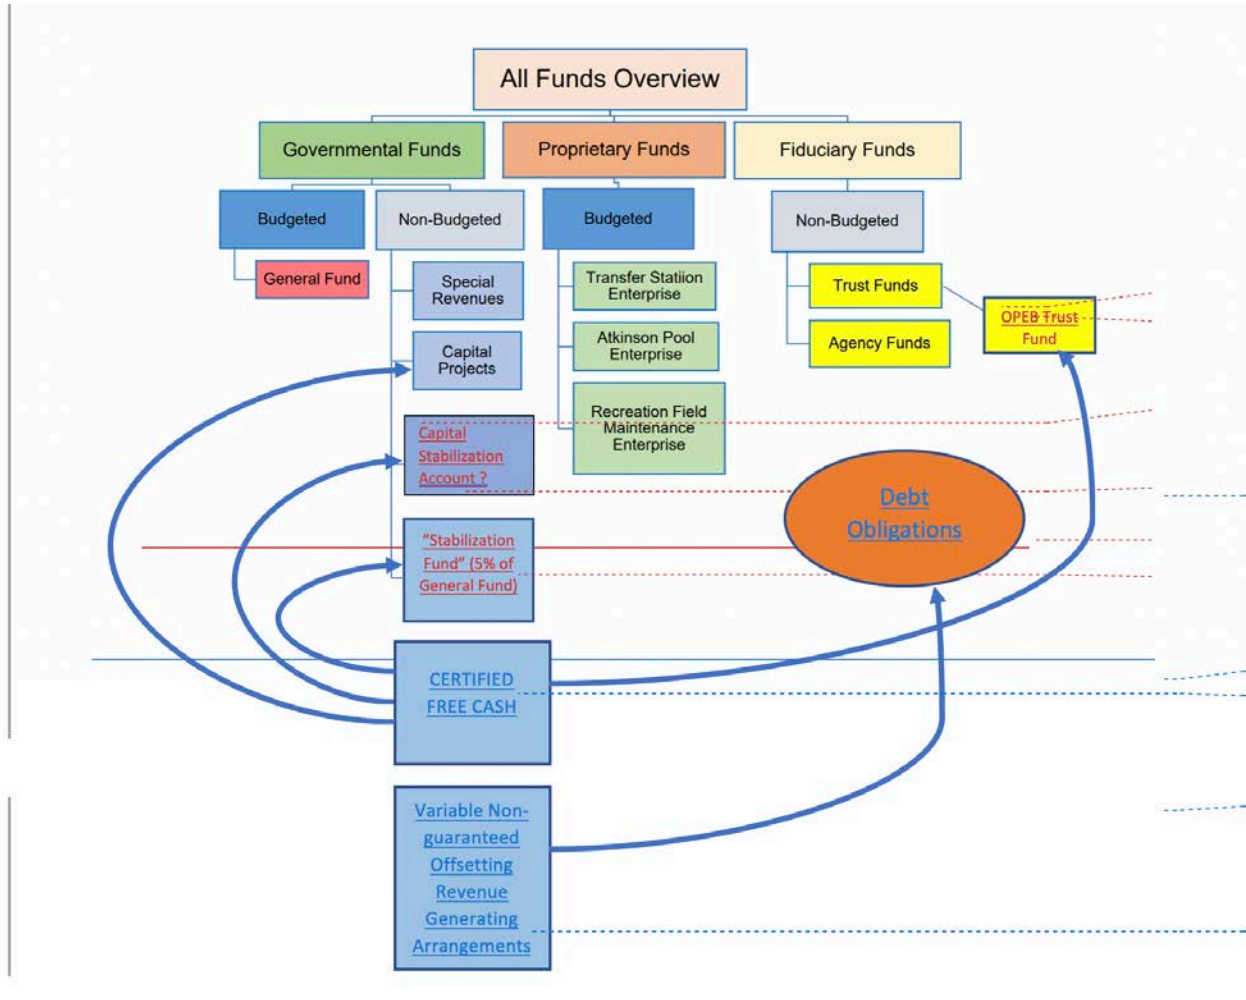 All Funds Overview
Governmental Funds
Proprietary Funds
Fiduciary Funds
Budgeted
Non-Budgeted
Budgeted
Non-Budgeted
General Fund
Special
Revenues
Capital
Projects
Capital
Stabilization
Account ?
"Stabilization
Fund" (5% of
General Fund)
Transfer Statiion
Enterprise
Atkinson Pool
Enterprise
Recreation Field
Maintenance
Enterprise
Trust Funds
Agency Funds
OPEB Trust
Fund
Debt
Obligations
CERTIFIED
FREE CASH
Variable Non-
guaranteed
Offsetting
Revenue
Generating
Arrangements